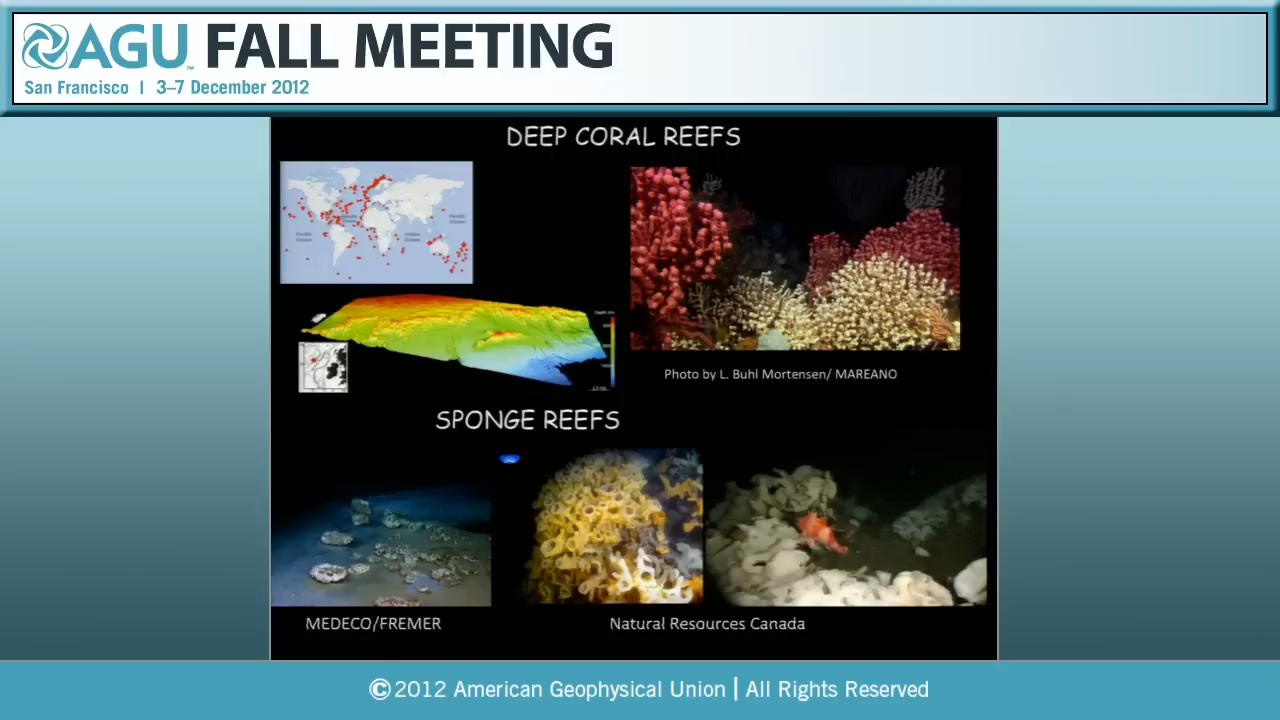 AGU FALL MEETING
San Francisco | 3–7 December 2012
DEEP CORAL REEFS
Photo by L. Buhl Mortensen/ MAREANO
SPONGE REEFS
MEDECO/FREMER
Natural Resources Canada
©2012 American Geophysical Union | All Rights Reserved